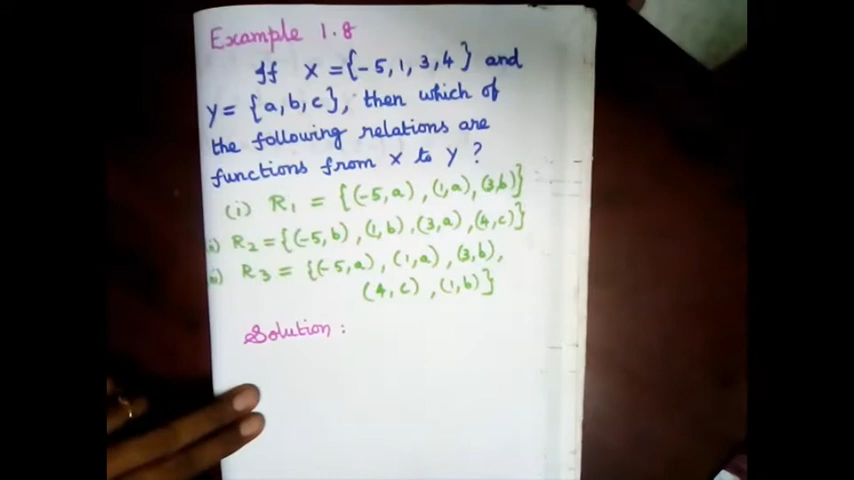 Example 1.8
If X = {-5, 1, 3, 4} and
Y = {a, b, c}, then which of
the following relations are
functions from X to Y ?
(i) R₁ = {(-5, a), (1, a), (3, b)}
ii) R₂ = {(-5, b), (1, b), (3, a), (4, c)}
iii) R₃ = {(-5, a), (1, a), (3, b),
(4, c), (1, b)}
Solution :